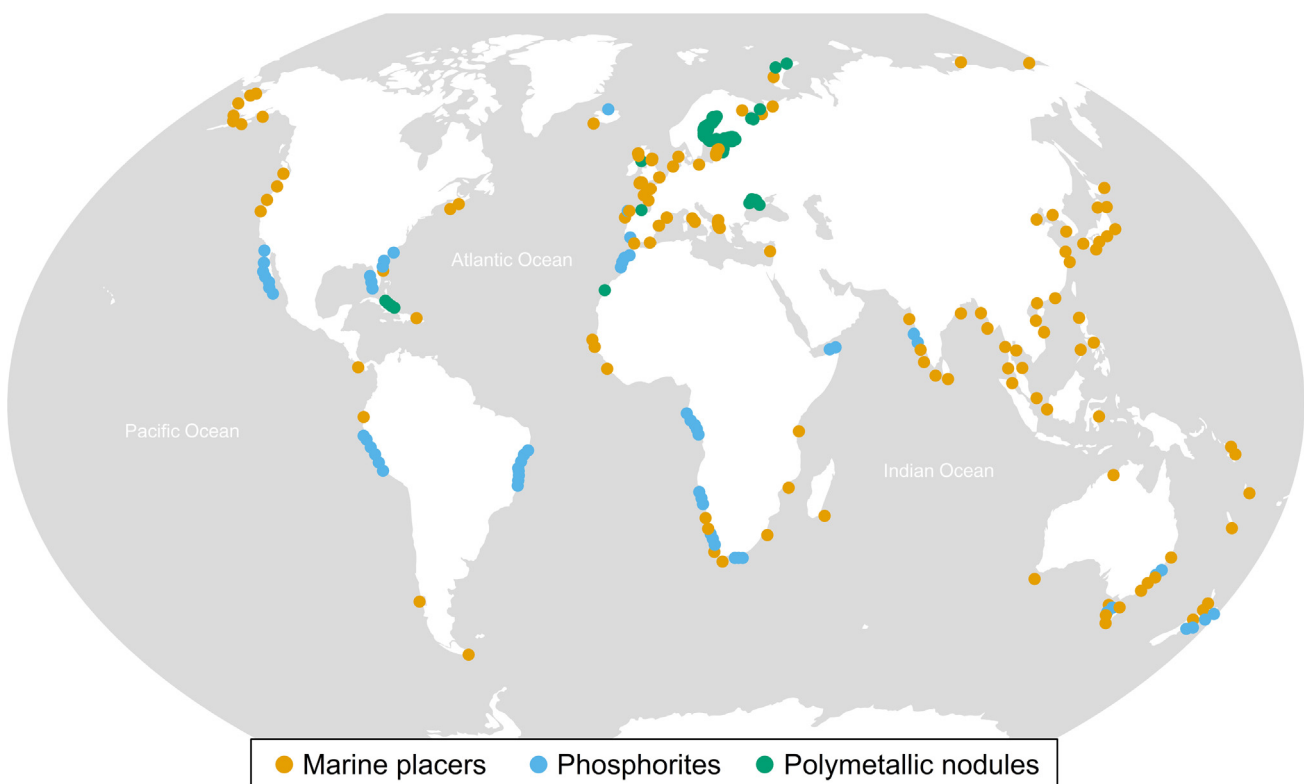 Atlantic Ocean
Pacific Ocean
Indian Ocean
Marine placers
Phosphorites
Polymetallic nodules